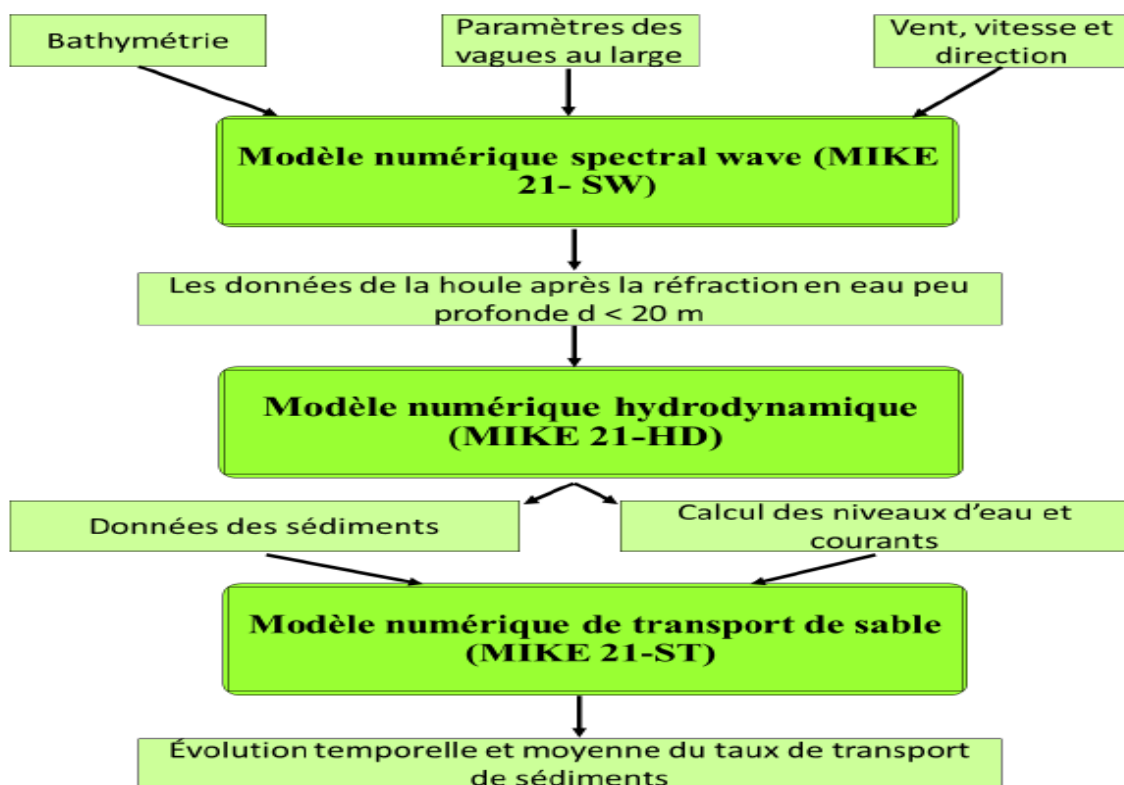 Bathymétrie
Paramètres des
vagues au large
Vent, vitesse et
direction
Modèle numérique spectral wave (MIKE
21- SW)
Les données de la houle après la réfraction en eau peu
profonde d < 20 m
Modèle numérique hydrodynamique
(MIKE 21-HD)
Données des sédiments
Calcul des niveaux d'eau et
courants
Modèle numérique de transport de sable
(MIKE 21-ST)
Évolution temporelle et moyenne du taux de transport
de sédiments